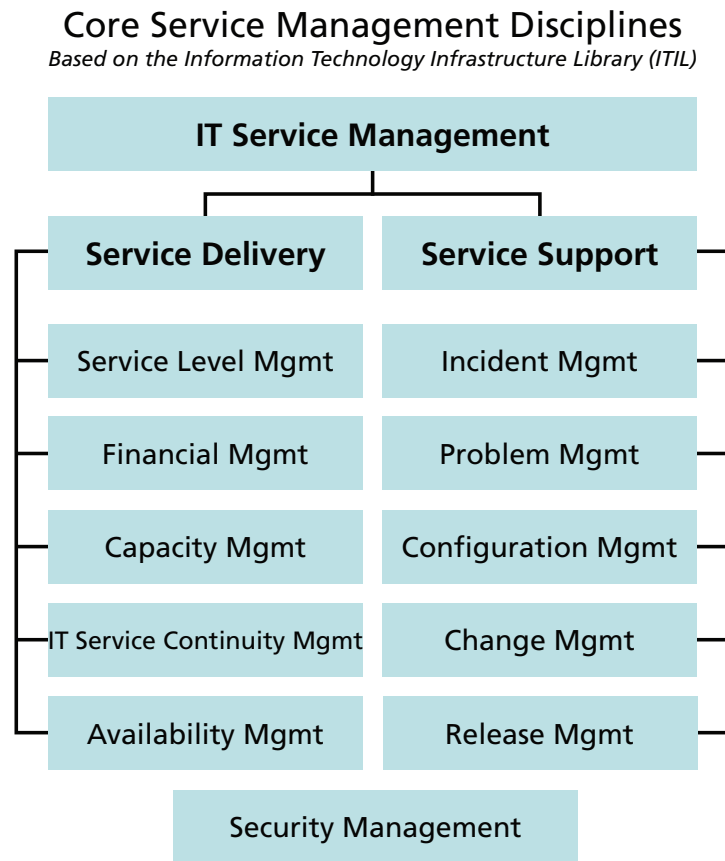 Core Service Management Disciplines
Based on the Information Technology Infrastructure Library (ITIL)
IT Service Management
Service Delivery
Service Support
Service Level Mgmt
Incident Mgmt
Financial Mgmt
Problem Mgmt
Capacity Mgmt
Configuration Mgmt
IT Service Continuity Mgmt
Change Mgmt
Availability Mgmt
Release Mgmt
Security Management